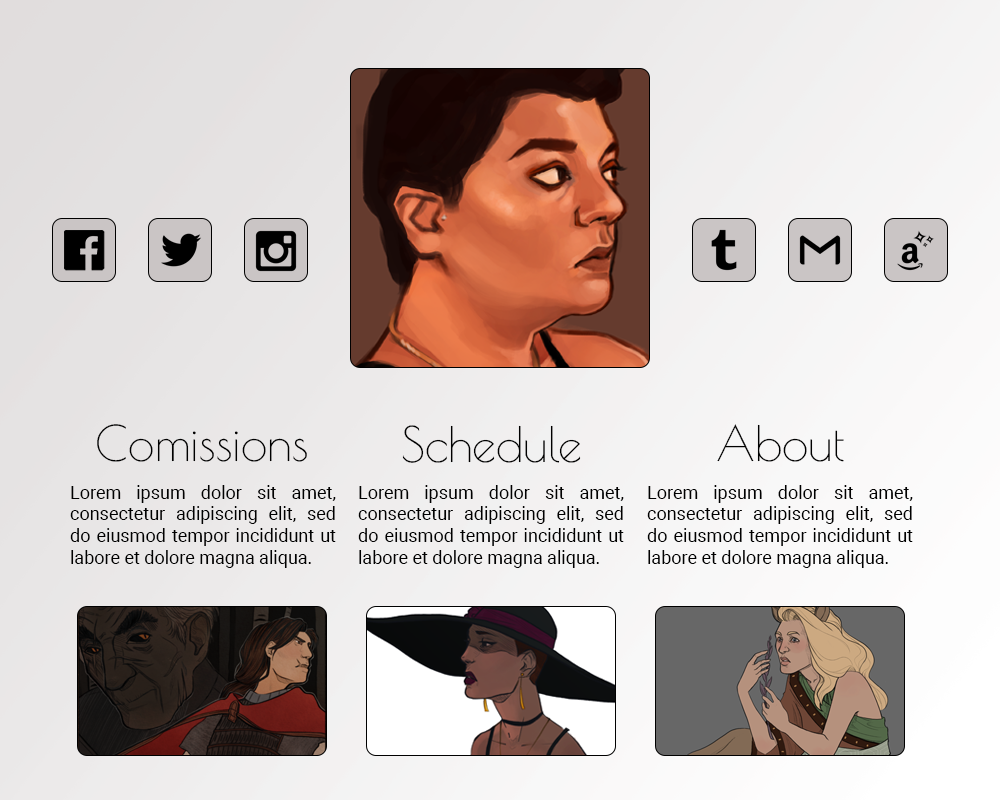 Comissions
Lorem ipsum dolor sit amet,
consectetur adipiscing elit, sed
do eiusmod tempor incididunt ut
labore et dolore magna aliqua.
Schedule
Lorem ipsum dolor sit amet,
consectetur adipiscing elit, sed
do eiusmod tempor incididunt ut
labore et dolore magna aliqua.
About
Lorem ipsum dolor sit amet,
consectetur adipiscing elit, sed
do eiusmod tempor incididunt ut
labore et dolore magna aliqua.